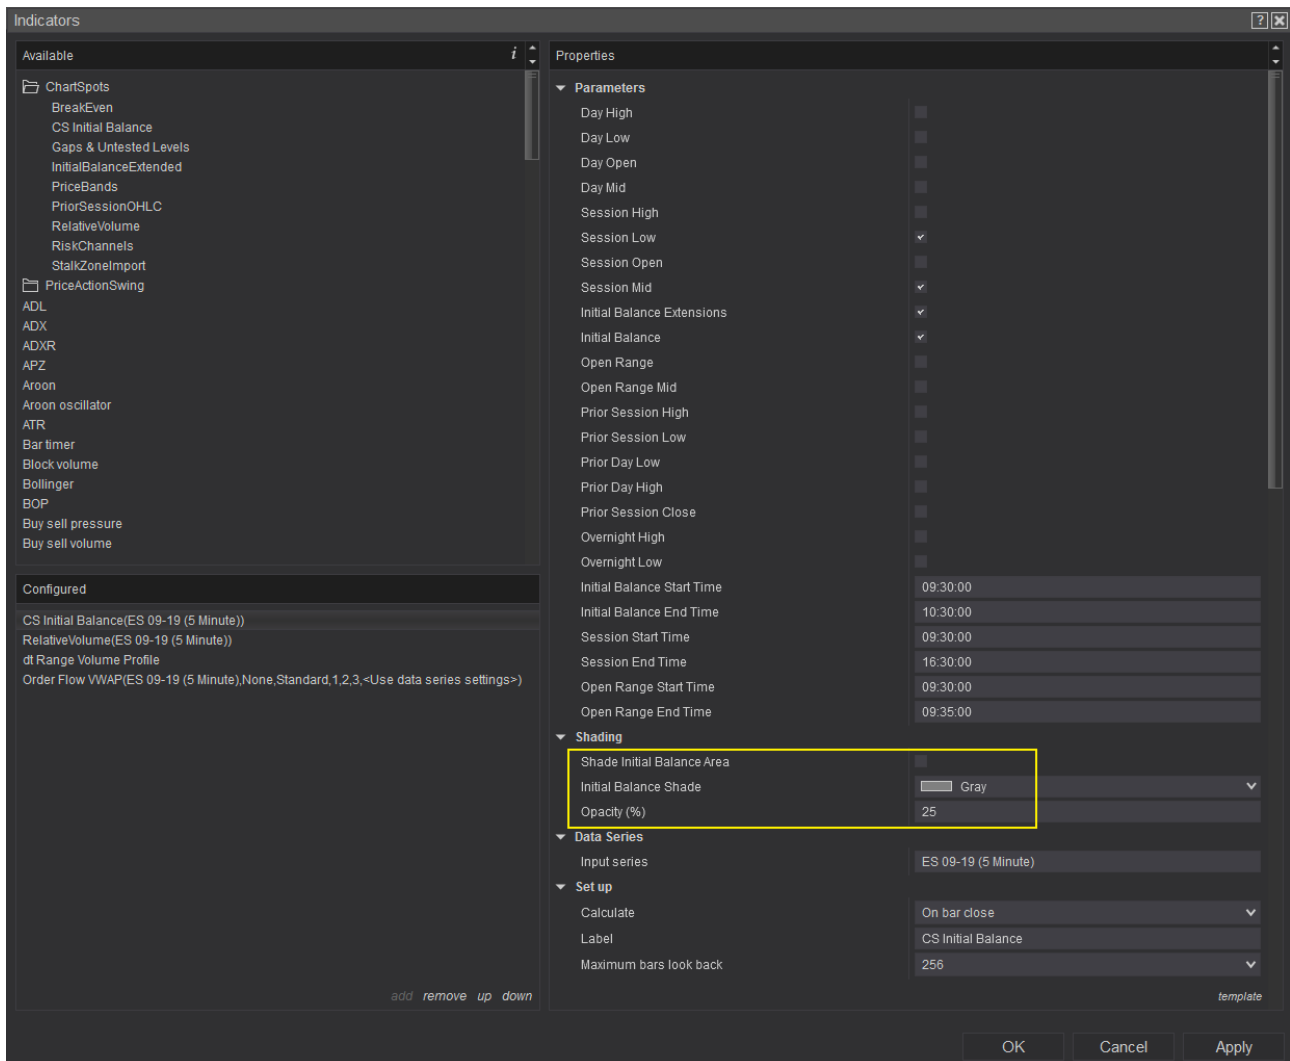 Indicators
Available
ChartSpots
BreakEven
CS Initial Balance
Gaps & Untested Levels
InitialBalanceExtended
PriceBands
PriorSessionOHLC
RelativeVolume
RiskChannels
StalkZoneImport
PriceActionSwing
ADL
ADX
ADXR
APZ
Aroon
Aroon oscillator
ATR
Bar timer
Block volume
Bollinger
BOP
Buy sell pressure
Buy sell volume
Configured
CS Initial Balance(ES 09-19 (5 Minute))
RelativeVolume(ES 09-19 (5 Minute))
dt Range Volume Profile
Order Flow VWAP(ES 09-19 (5 Minute),None,Standard,1,2,3,<Use data series settings>)
add remove up down
Properties
Parameters
Day High
Day Low
Day Open
Day Mid
Session High
Session Low
Session Open
Session Mid
Initial Balance Extensions
Initial Balance
Open Range
Open Range Mid
Prior Session High
Prior Session Low
Prior Day Low
Prior Day High
Prior Session Close
Overnight High
Overnight Low
Initial Balance Start Time 09:30:00
Initial Balance End Time 10:30:00
Session Start Time 09:30:00
Session End Time 16:30:00
Open Range Start Time 09:30:00
Open Range End Time 09:35:00
Shading
Shade Initial Balance Area
Initial Balance Shade Gray
Opacity (%) 25
Data Series
Input series ES 09-19 (5 Minute)
Set up
Calculate On bar close
Label CS Initial Balance
Maximum bars look back 256
template
OK Cancel Apply